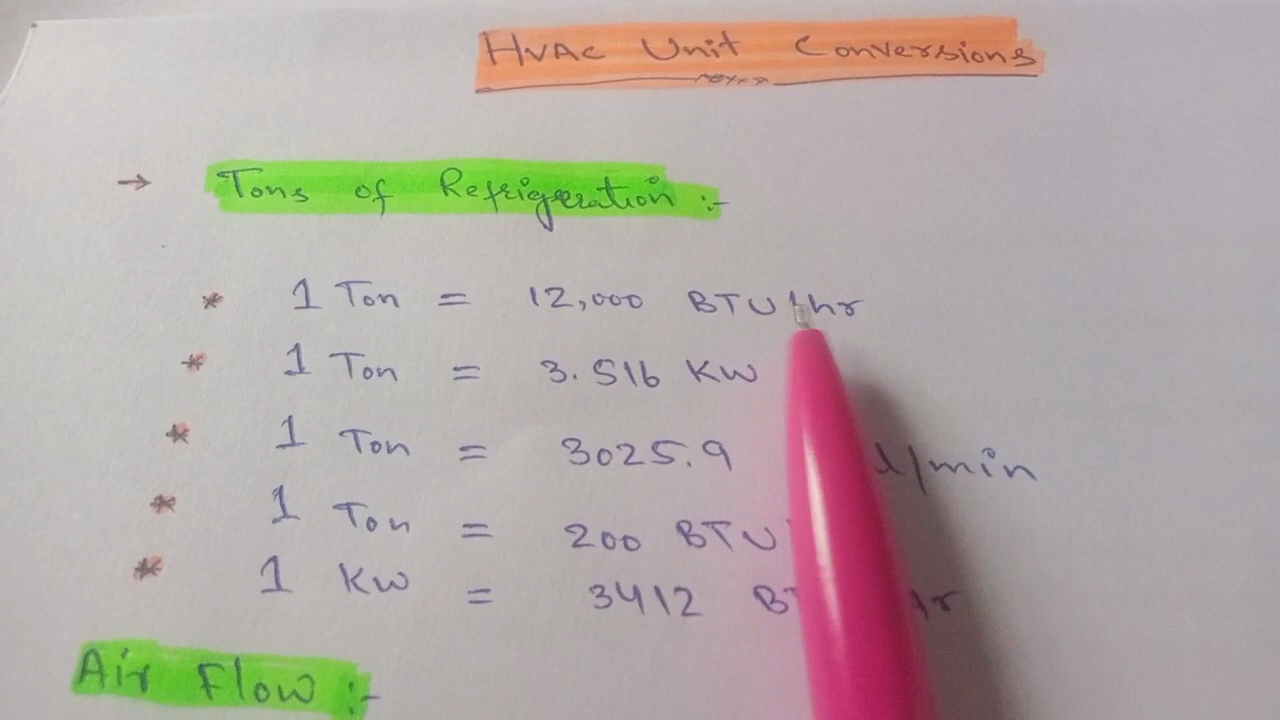 HVAC Unit Conversions
→ Tons of Refrigeration :-
* 1 Ton = 12,000 BTU/hr
* 1 Ton = 3.516 KW
* 1 Ton = 3025.9 /min
* 1 Ton = 200 BTU
* 1 KW = 3412
Air Flow :-